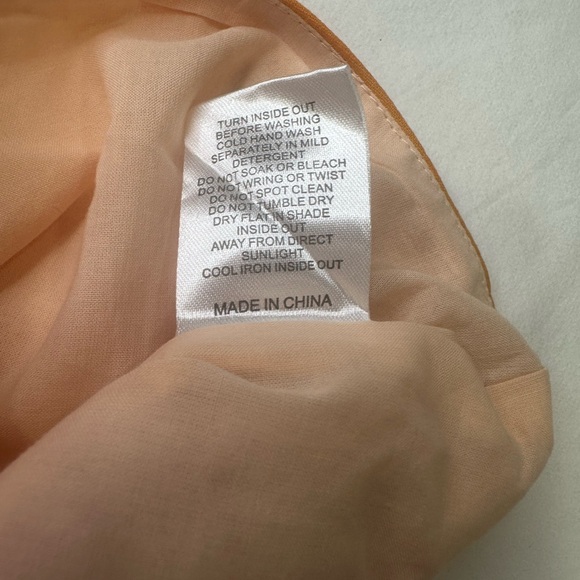 TURN INSIDE OUT
BEFORE WASHING
COLD HAND WASH
SEPARATELY IN MILD
DETERGENT
DO NOT SOAK OR BLEACH
DO NOT WRING OR TWIST
DO NOT SPOT CLEAN
DO NOT TUMBLE DRY
DRY FLAT IN SHADE
INSIDE OUT
AWAY FROM DIRECT
SUNLIGHT
COOL IRON INSIDE OUT
MADE IN CHINA